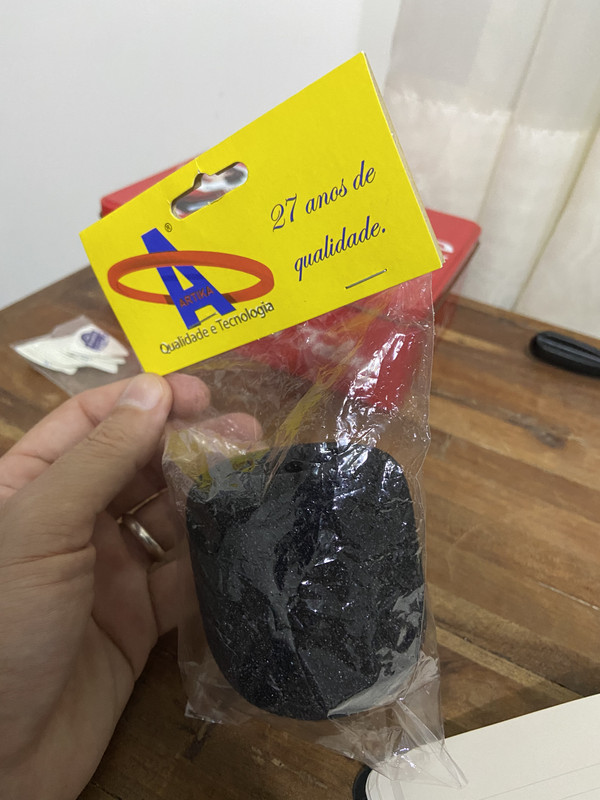 27 anos de
qualidade.
®
ARTIKA
Qualidade e Tecnologia